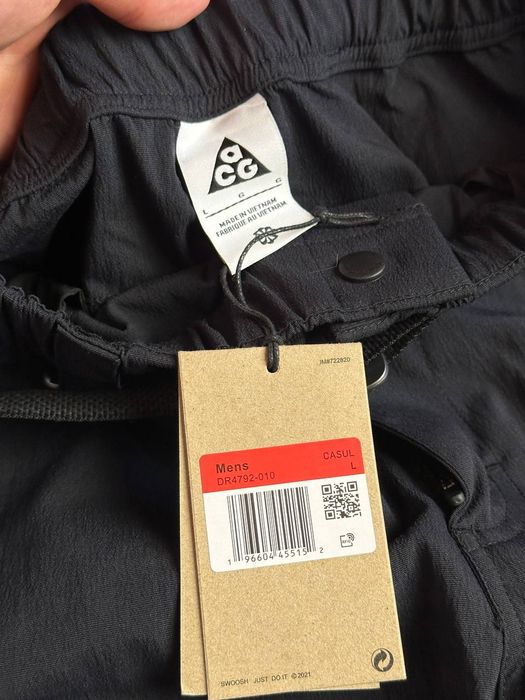 aCG
L G G
MADE IN VIETNAM
FABRIQUE AU VIETNAM
JM8722820
Mens CASUL
DR4792-010 L
1 96604 45515 2
SWOOSH JUST DO IT ©2021